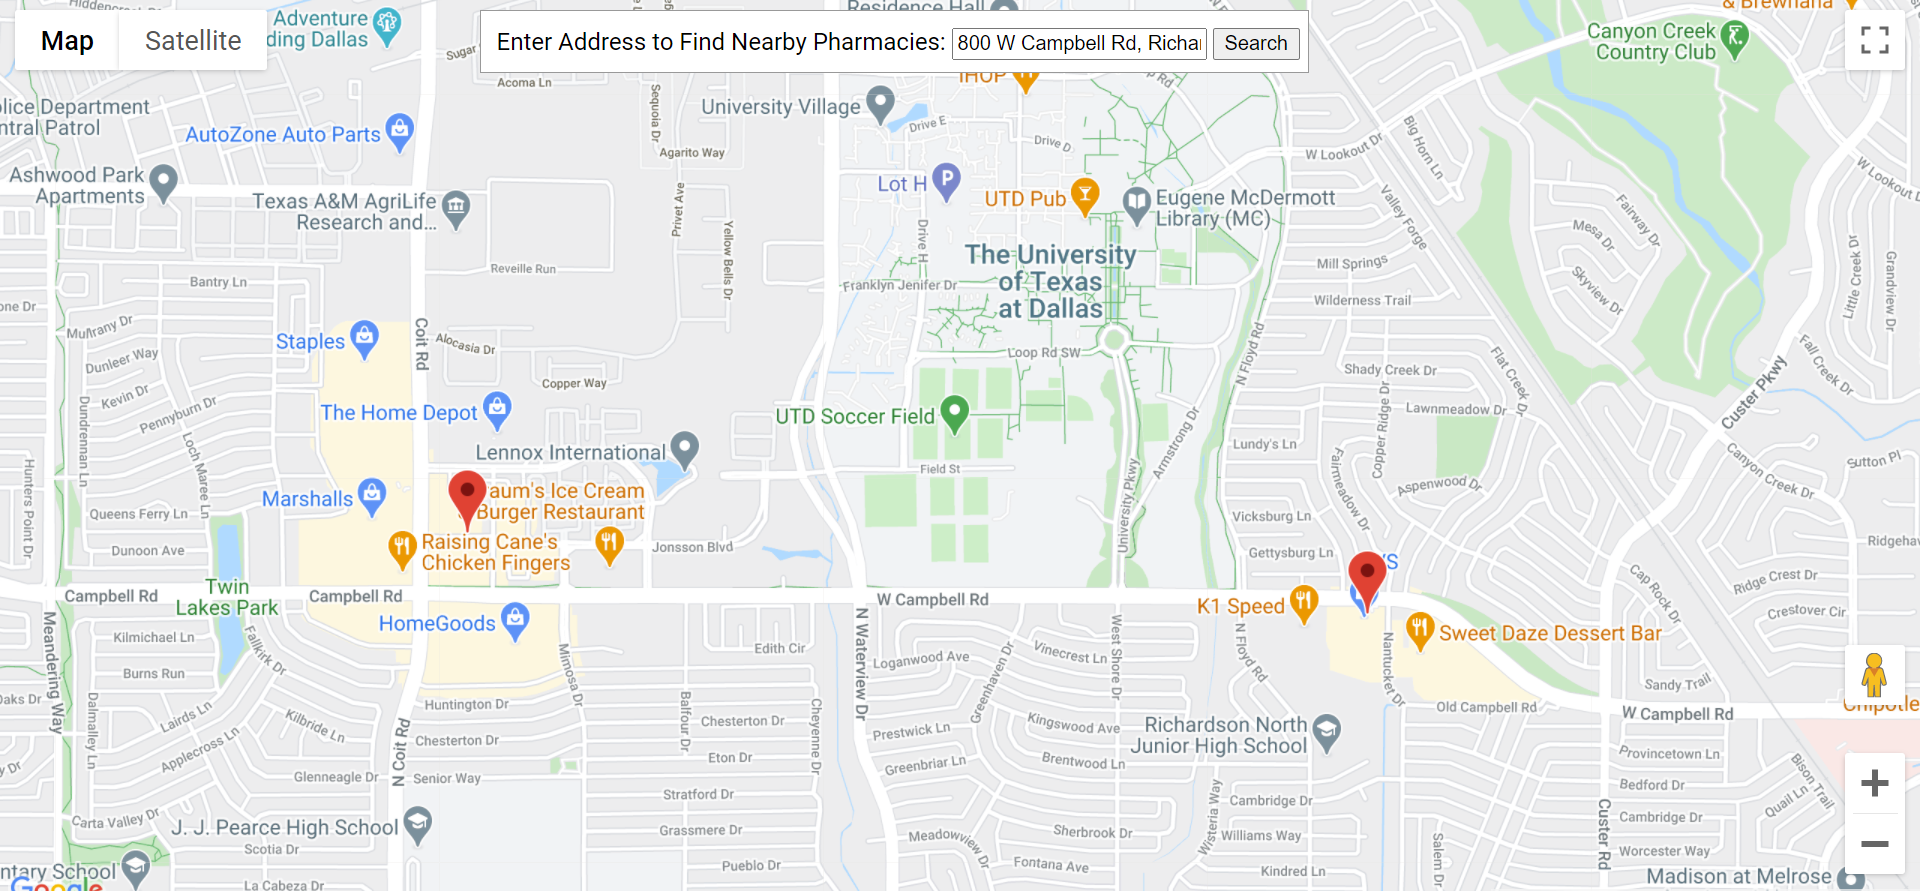 Hiddencreek
Adventure
ding Dallas
Residence Hall
& Brewhana
Map
Satellite
Enter Address to Find Nearby Pharmacies:
800 W Campbell Rd, Richar
Search
Canyon Creek
Country Club
Acoma Ln
IHOP
olice Department
ntral Patrol
AutoZone Auto Parts
Sequoia Dr
Agarito Way
University Village
Drive E
Drive D
Big Horn Ln
W Lookout Dr
W Lookout D
Ashwood Park
Apartments
Texas A&M AgriLife
Research and...
Privet Ave
Yellow Bells Dr
Lot H
Drive H
UTD Pub
Eugene McDermott
Library (MC)
Valley Forge
Fairway Dr
Mesa Dr
Skyview Dr
Little Creek Dr
Grandview Dr
Bantry Ln
Reveille Run
Franklyn Jenifer Dr
The University
of Texas
at Dallas
Mill Springs
Wilderness Trail
one Dr
Mullrany Dr
Dunleer Way
Kevin Dr
Pennyburn Dr
Staples
Coit Rd
Alocasia Dr
Copper Way
Loop Rd SW
N Floyd Rd
Shady Creek Dr
Flat Creek Dr
Lawnmeadow Dr
Copper Ridge Dr
Custer Pkwy
Fall Creek Dr
Dundrennan Ln
Loch Maree Ln
The Home Depot
Lennox International
UTD Soccer Field
Field St
University Pkwy
Armstrong Dr
Lundy's Ln
Fairmeadow Dr
Aspenwood Dr
Canyon Creek Dr
Sutton Pl
Hunters Point Dr
Marshalls
Queens Ferry Ln
Dunoon Ave
aum's Ice Cream
Burger Restaurant
Raising Cane's
Chicken Fingers
Jonsson Blvd
Vicksburg Ln
Gettysburg Ln
'S
Ridgehav
Ridge Crest Dr
Cap Rock Dr
Crestover Cir
Twin
Lakes Park
Campbell Rd
Campbell Rd
W Campbell Rd
HomeGoods
K1 Speed
Sweet Daze Dessert Bar
Meandering Way
Kilmichael Ln
Burns Run
Fallkirk Dr
Mimosa Dr
Edith Cir
N Waterview Dr
Loganwood Ave
Greenhaven Dr
Vinecrest Ln
West Shore Dr
N Floyd Rd
Nantucket Dr
Sandy Trail
Old Campbell Rd
W Campbell Rd
Chipotle
Oaks Dr
Dalmalley Ln
Lairds Ln
Applecross Ln
Kilbride Ln
Huntington Dr
N Coit Rd
Chesterton Dr
Balfour Dr
Chesterton Dr
Cheyenne Dr
Prestwick Ln
Kingswood Ave
Richardson North
Junior High School
Provincetown Ln
Bison Trail
Glenneagle Dr
Senior Way
Eton Dr
Greenbriar Ln
Brentwood Ln
Wisteria Way
Bedford Dr
Quail Ln
Carta Valley Dr
J. J. Pearce High School
Stratford Dr
Grassmere Dr
Cambridge Dr
Cambridge Dr
Custer Rd
Scotia Dr
Meadowview Dr
Sherbrook Dr
Williams Way
Salem Dr
Worcester Way
ntary School
Google
La Cabeza Dr
Pueblo Dr
Fontana Ave
Kindred Ln
Madison at Melrose